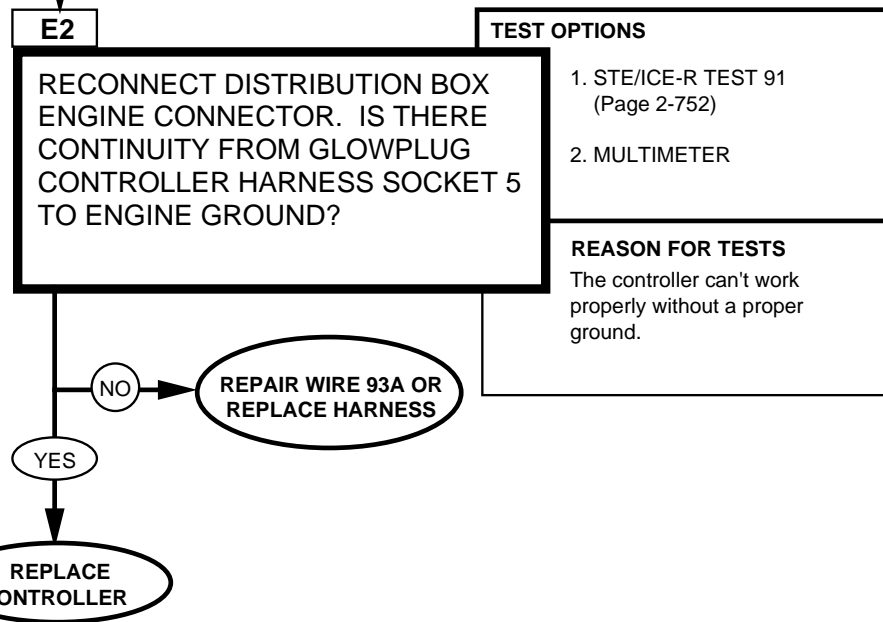 E2
RECONNECT DISTRIBUTION BOX
ENGINE CONNECTOR. IS THERE
CONTINUITY FROM GLOWPLUG
CONTROLLER HARNESS SOCKET 5
TO ENGINE GROUND?
TEST OPTIONS
1. STE/ICE-R TEST 91
(Page 2-752)
2. MULTIMETER
REASON FOR TESTS
The controller can't work
properly without a proper
ground.
NO
REPAIR WIRE 93A OR
REPLACE HARNESS
YES
REPLACE
ONTROLLER